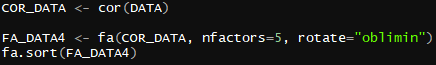 COR_DATA <- cor(DATA)
FA_DATA4 <- fa(COR_DATA, nfactors=5, rotate="oblimin")
fa.sort(FA_DATA4)